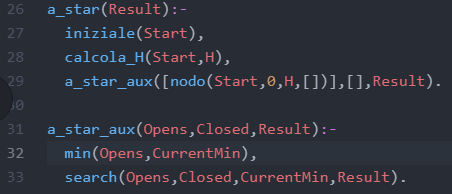 26 a_star(Result):-
27 iniziale(Start),
28 calcola_H(Start,H),
29 a_star_aux([nodo(Start,0,H,[])],[],Result).
30
31 a_star_aux(Opens,Closed,Result):-
32 min(Opens,CurrentMin),
33 search(Opens,Closed,CurrentMin,Result).